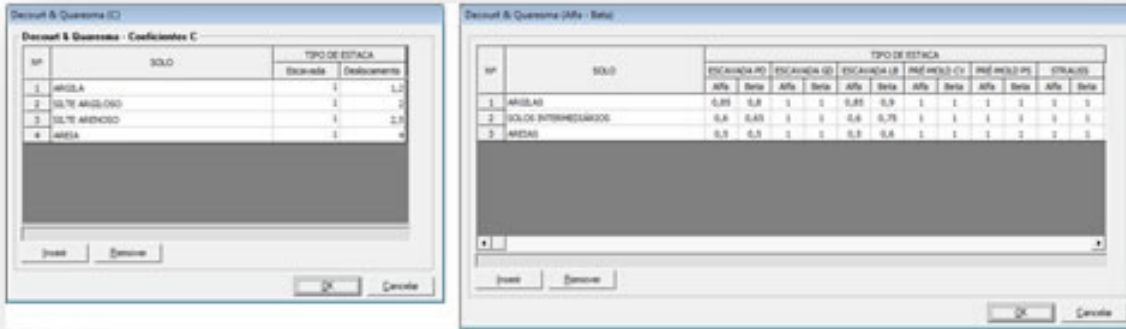 Decourt & Quaresma (C)
Decourt & Quaresma - Coeficientes C
Nº SOLO TIPO DE ESTACA
Escavada Deslocamento
1 ARGILA 1 1,2
2 SILTE ARGILOSO 1 2
3 SILTE ARENOSO 1 2,5
4 AREIA 1 4
Inserir Remover
OK Cancelar
Decourt & Quaresma (Alfa - Beta)
Nº SOLO TIPO DE ESTACA
ESCAVADA PD ESCAVADA GD ESCAVADA LB PRÉ-MOLD CV PRÉ-MOLD PS STRAUSS
Alfa Beta Alfa Beta Alfa Beta Alfa Beta Alfa Beta Alfa Beta
1 ARGILAS 0,85 0,8 1 1 0,85 0,9 1 1 1 1 1 1
2 SOLOS INTERMEDIÁRIOS 0,6 0,65 1 1 0,6 0,75 1 1 1 1 1 1
3 AREIAS 0,5 0,5 1 1 0,5 0,6 1 1 1 1 1 1
Inserir Remover
OK Cancelar